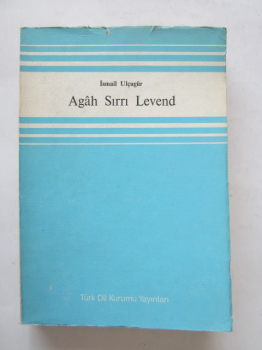 İsmail Ulçugür
Agâh Sırrı Levend
Türk Dil Kurumu Yayınları